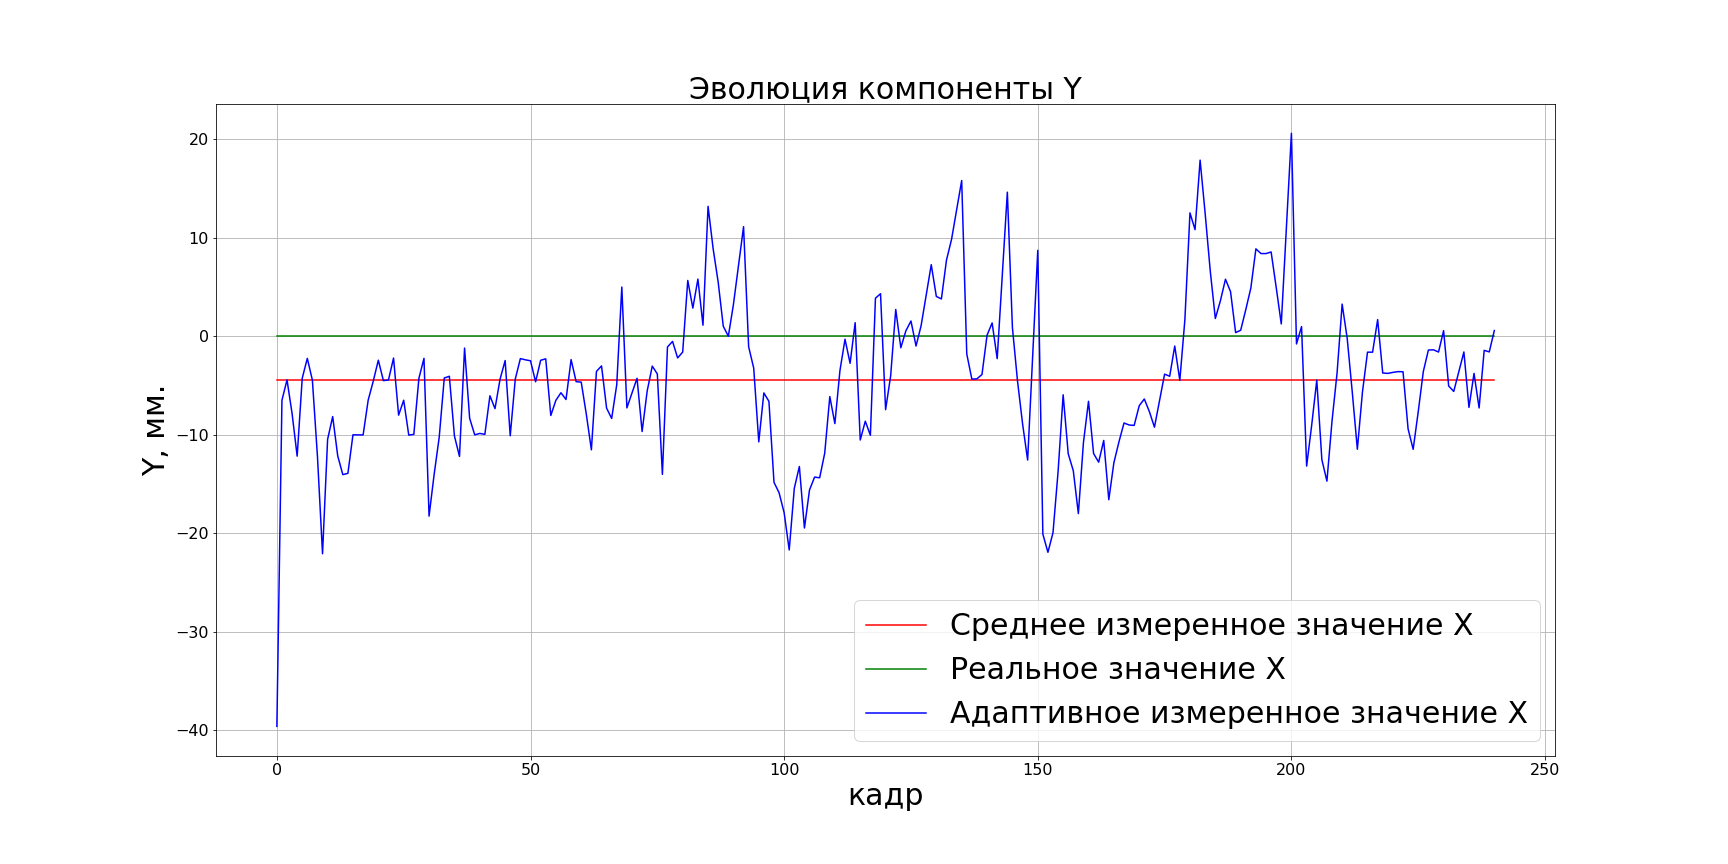 Эволюция компоненты Y
20
10
0
−10
−20
−30
−40
Y, мм.
0 50 100 150 200 250
кадр
Среднее измеренное значение X
Реальное значение X
Адаптивное измеренное значение X